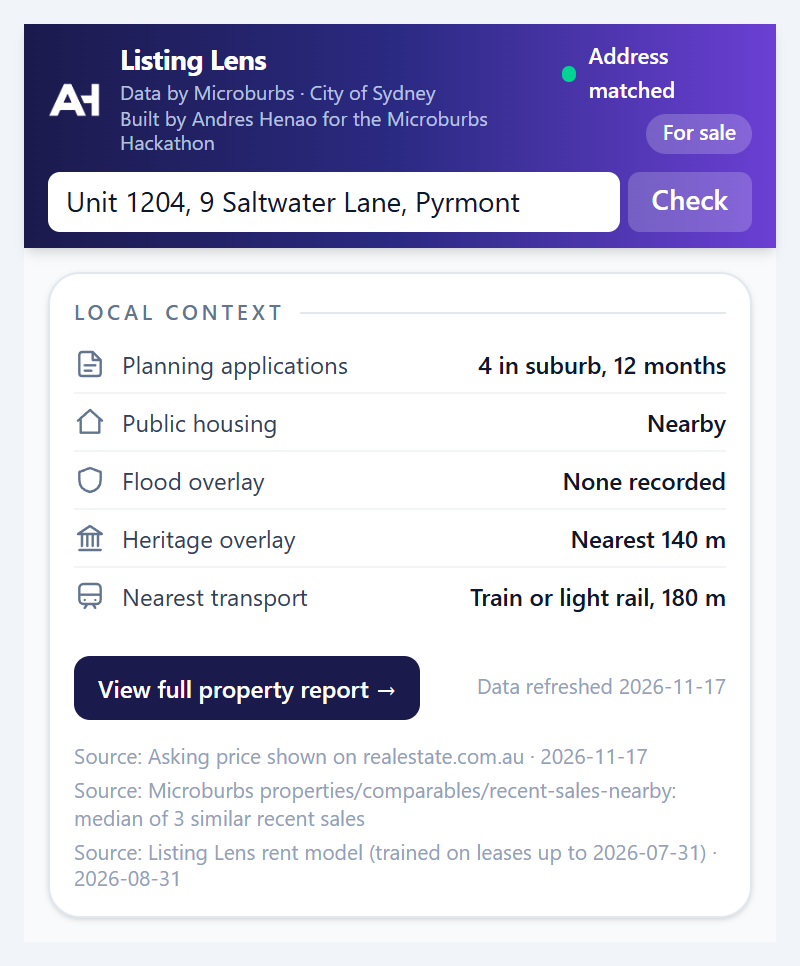 AH
Listing Lens
Data by Microburbs · City of Sydney
Built by Andres Henao for the Microburbs
Hackathon
Address
matched
For sale
Unit 1204, 9 Saltwater Lane, Pyrmont
Check
LOCAL CONTEXT
Planning applications 4 in suburb, 12 months
Public housing Nearby
Flood overlay None recorded
Heritage overlay Nearest 140 m
Nearest transport Train or light rail, 180 m
View full property report → Data refreshed 2026-11-17
Source: Asking price shown on realestate.com.au · 2026-11-17
Source: Microburbs properties/comparables/recent-sales-nearby:
median of 3 similar recent sales
Source: Listing Lens rent model (trained on leases up to 2026-07-31) ·
2026-08-31